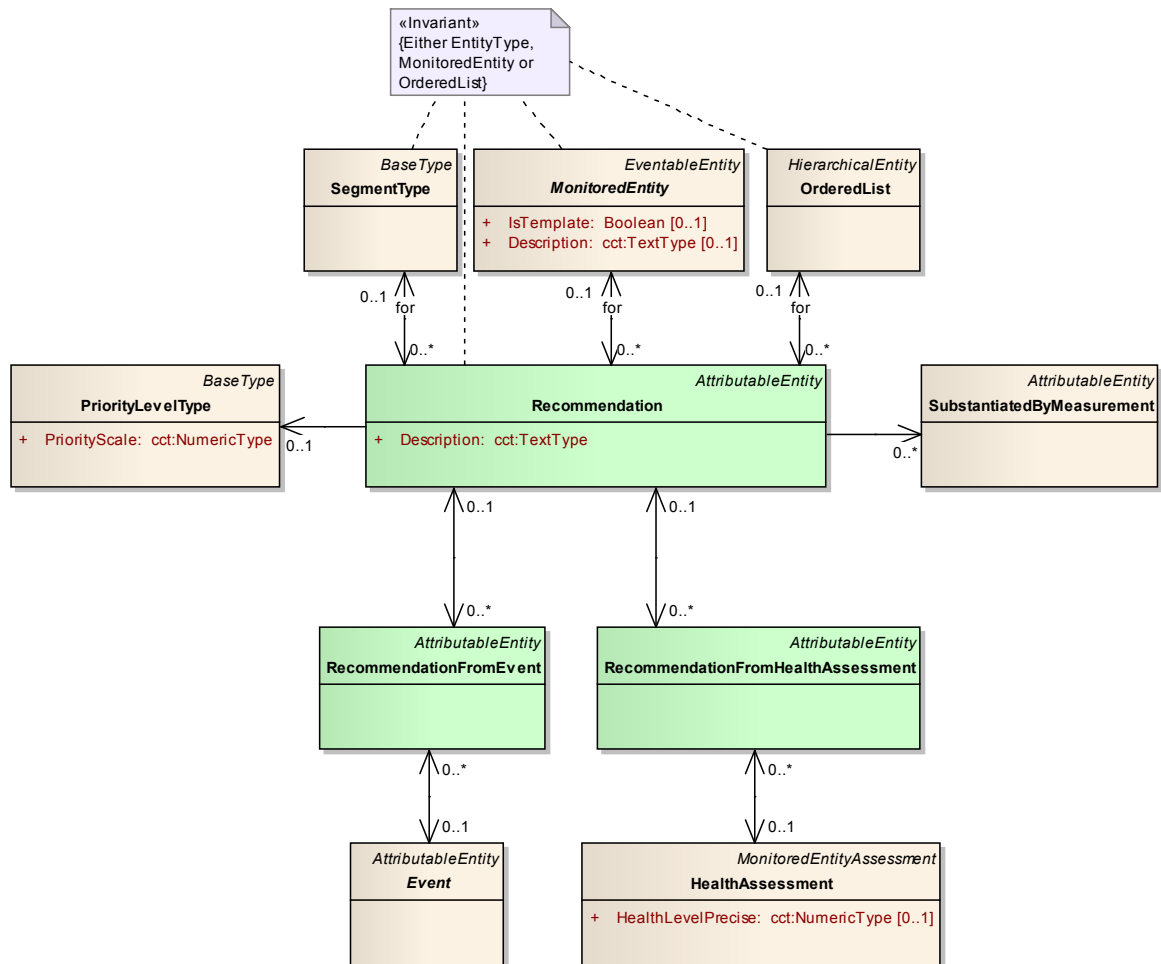 «Invariant»
{Either EntityType,
MonitoredEntity or
OrderedList}
BaseType
SegmentType
EventableEntity
MonitoredEntity
+ IsTemplate: Boolean [0..1]
+ Description: cct:TextType [0..1]
HierarchicalEntity
OrderedList
0..1
for
0..*
0..1
for
0..*
0..1
for
0..*
BaseType
PriorityLevelType
+ PriorityScale: cct:NumericType
0..1
AttributableEntity
Recommendation
+ Description: cct:TextType
AttributableEntity
SubstantiatedByMeasurement
0..*
0..1
0..1
0..*
0..*
AttributableEntity
RecommendationFromEvent
AttributableEntity
RecommendationFromHealthAssessment
0..*
0..*
0..1
0..1
AttributableEntity
Event
MonitoredEntityAssessment
HealthAssessment
+ HealthLevelPrecise: cct:NumericType [0..1]